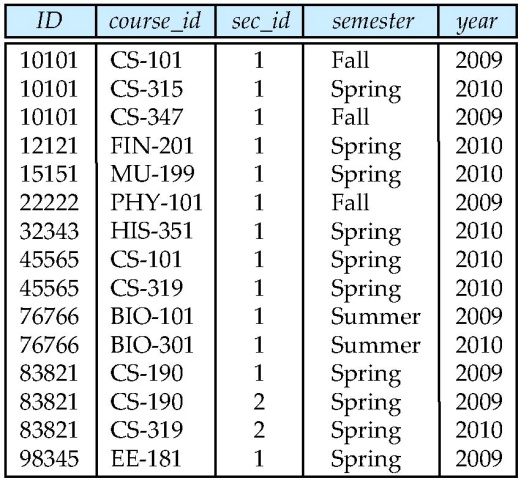 ID course_id sec_id semester year
10101 CS-101 1 Fall 2009
10101 CS-315 1 Spring 2010
10101 CS-347 1 Fall 2009
12121 FIN-201 1 Spring 2010
15151 MU-199 1 Spring 2010
22222 PHY-101 1 Fall 2009
32343 HIS-351 1 Spring 2010
45565 CS-101 1 Spring 2010
45565 CS-319 1 Spring 2010
76766 BIO-101 1 Summer 2009
76766 BIO-301 1 Summer 2010
83821 CS-190 1 Spring 2009
83821 CS-190 2 Spring 2009
83821 CS-319 2 Spring 2010
98345 EE-181 1 Spring 2009